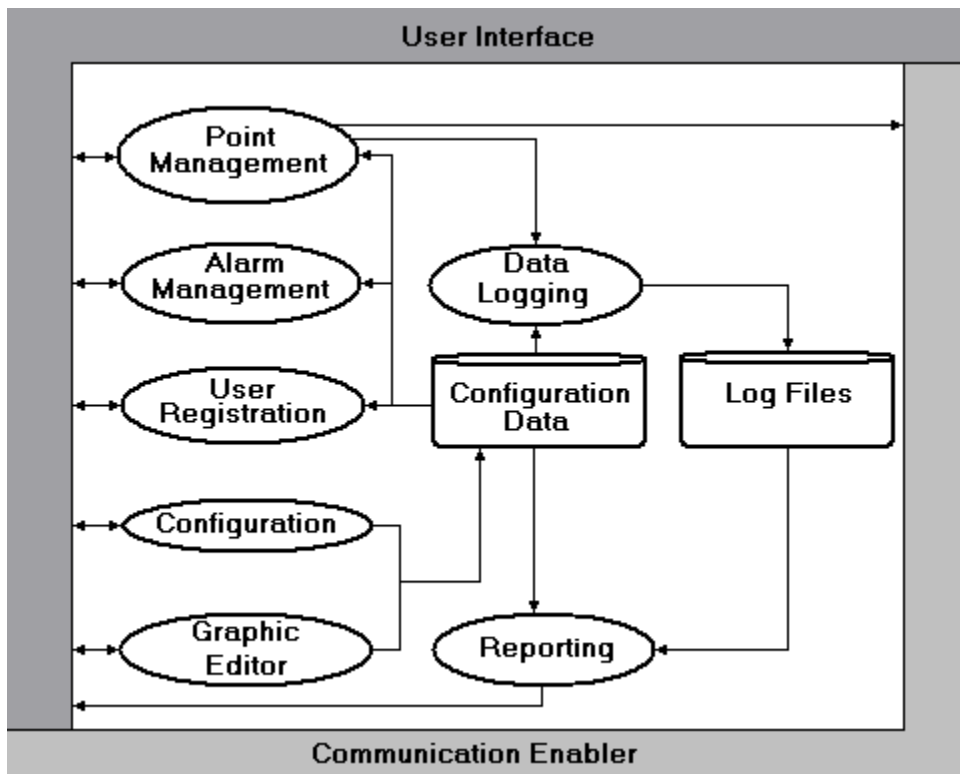 User Interface
Point
Management
Alarm
Management
Data
Logging
User
Registration
Configuration
Data
Log Files
Configuration
Graphic
Editor
Reporting
Communication Enabler